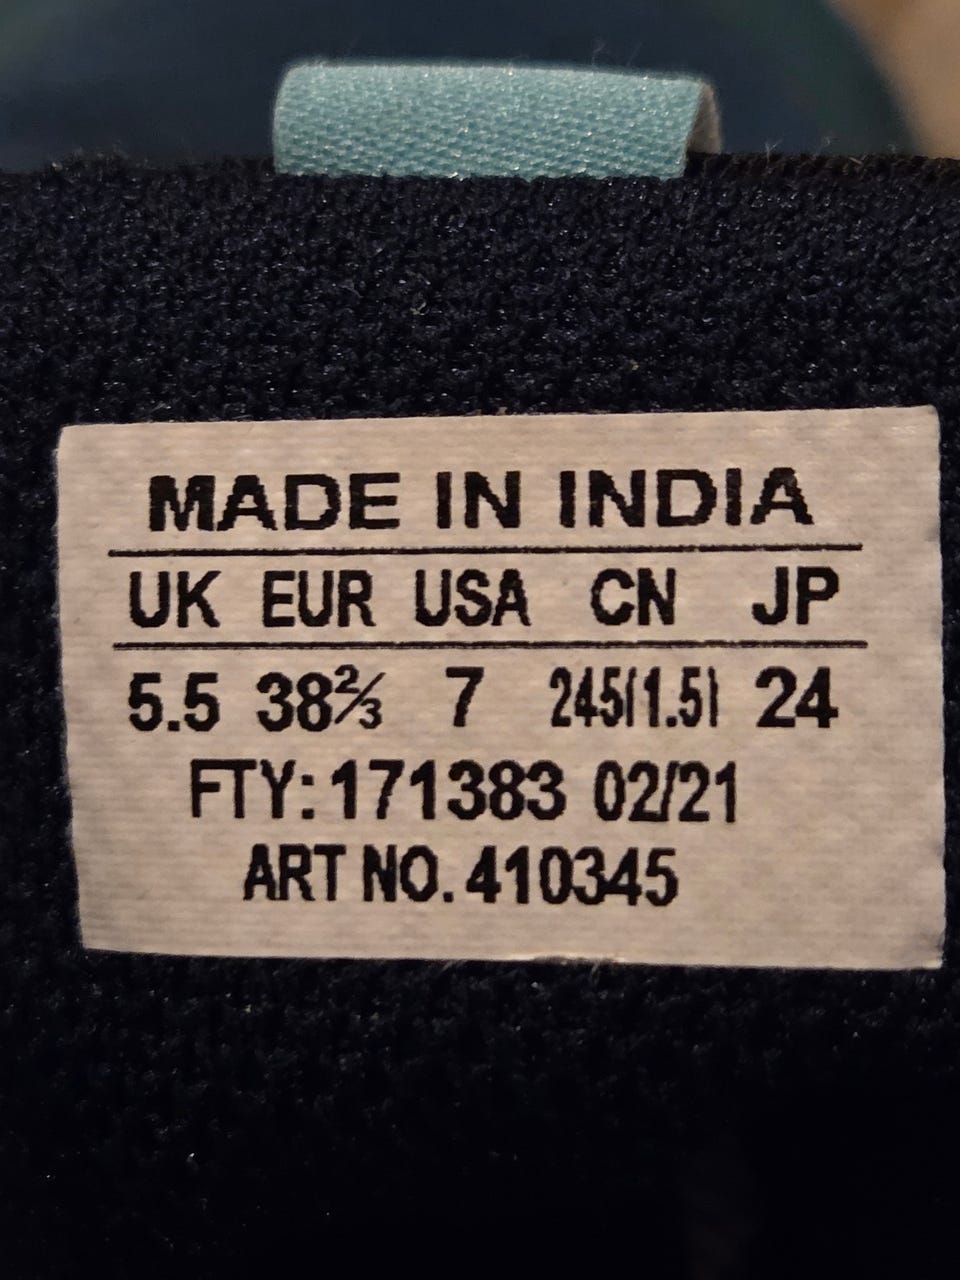 MADE IN INDIA
UK EUR USA CN JP
5.5 38⅔ 7 245(1.5) 24
FTY: 171383 02/21
ART NO. 410345